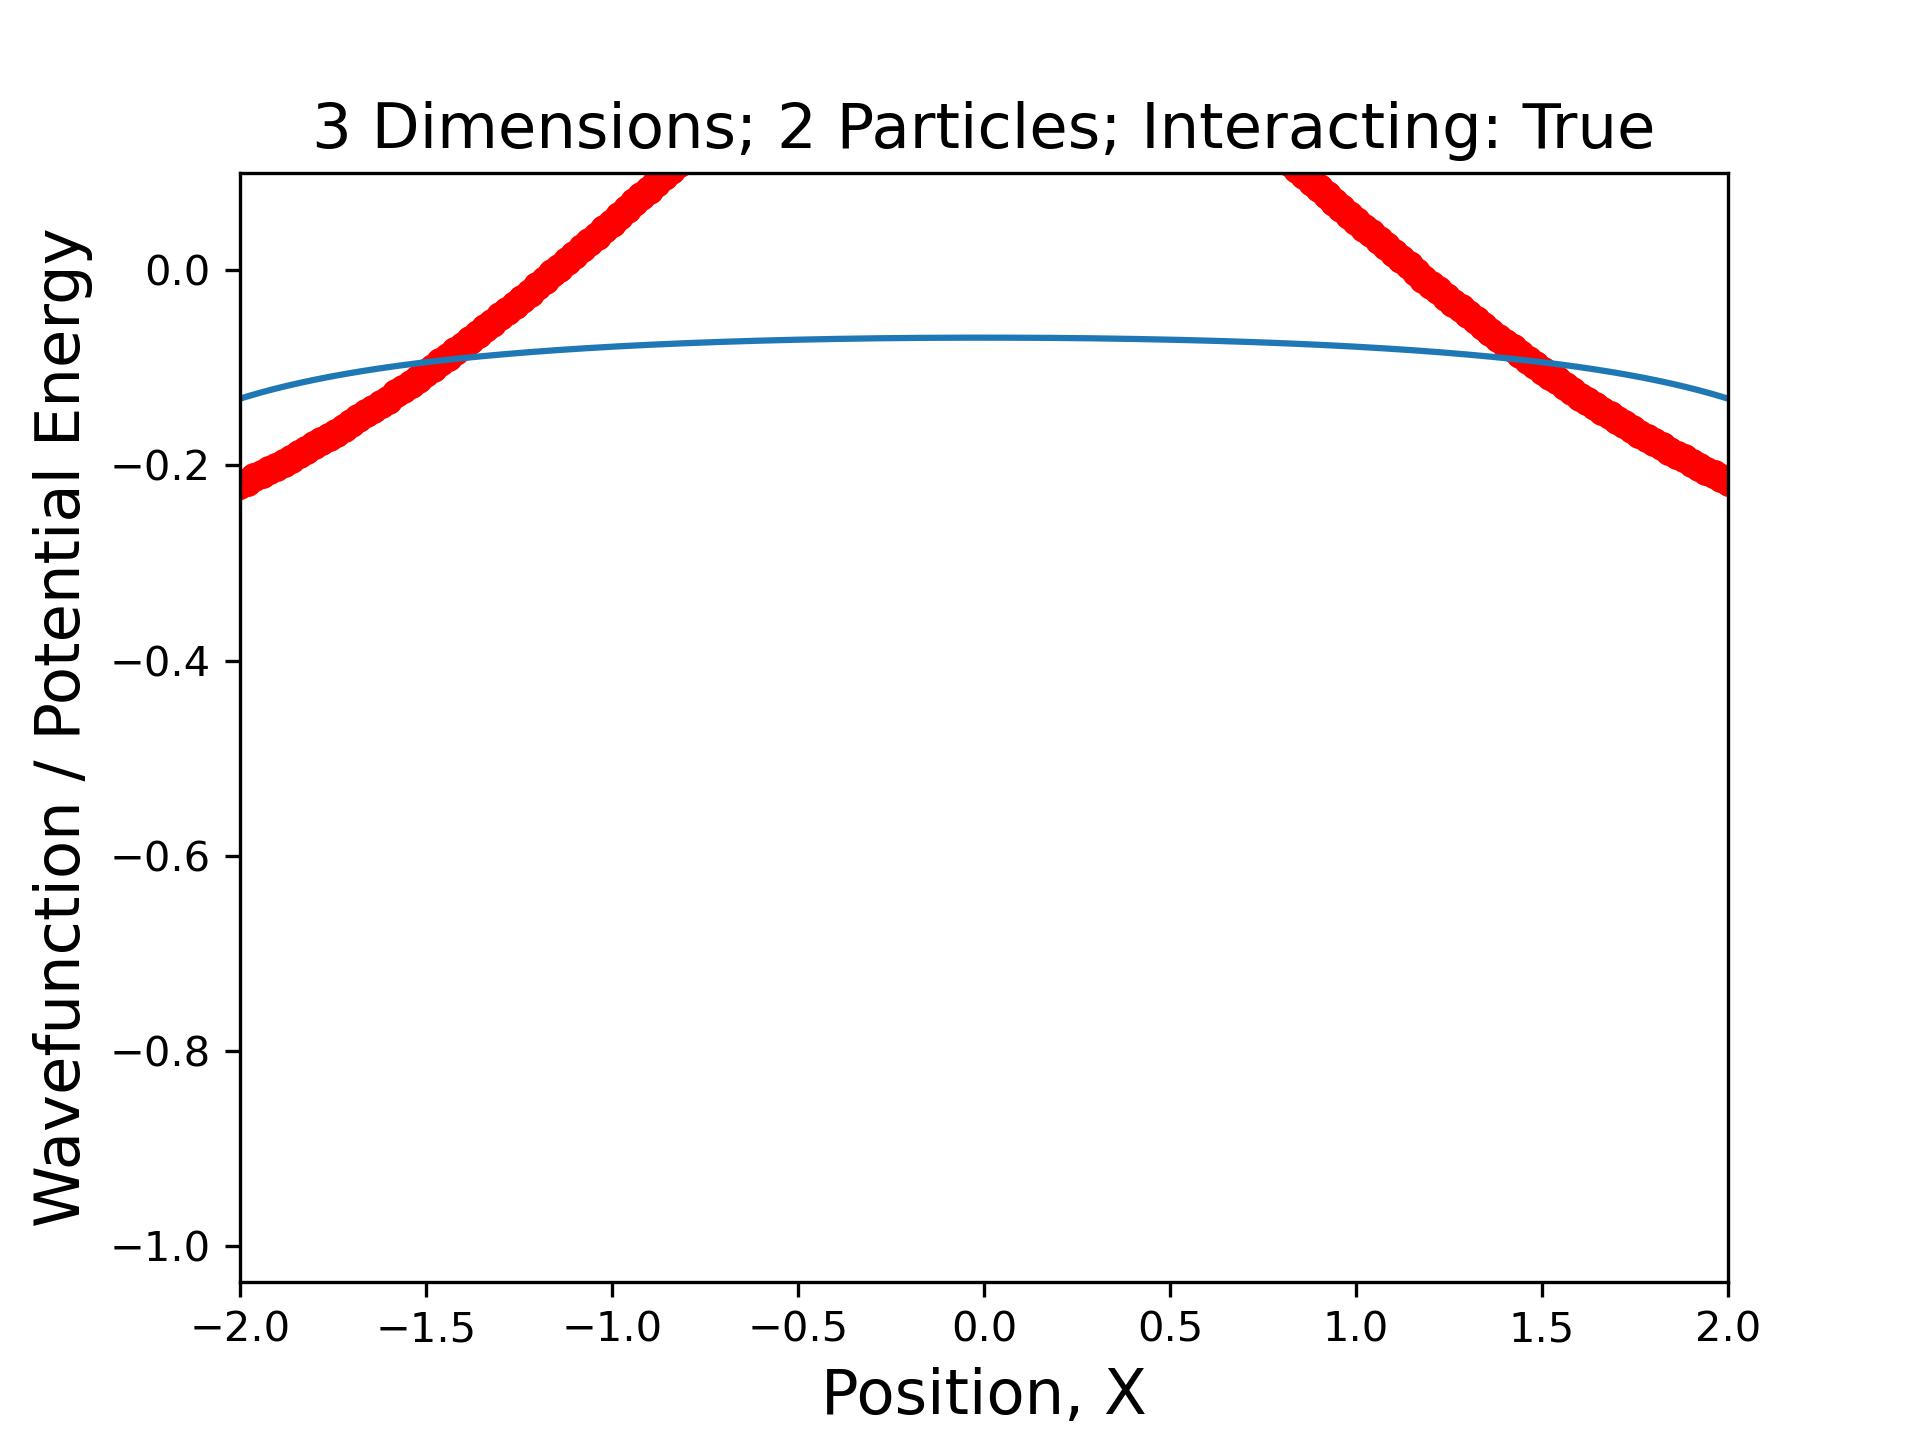 3 Dimensions; 2 Particles; Interacting: True
Wavefunction / Potential Energy
0.0
−0.2
−0.4
−0.6
−0.8
−1.0
−2.0 −1.5 −1.0 −0.5 0.0 0.5 1.0 1.5 2.0
Position, X